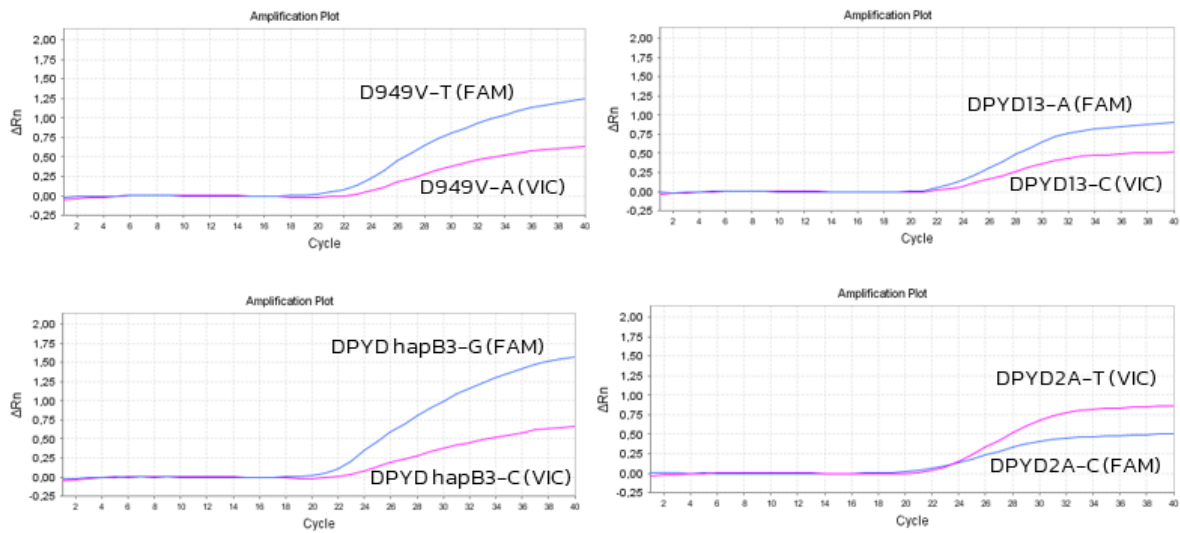 Amplification Plot
2,00
1,75
1,50
1,25
1,00
0,75
0,50
0,25
0,00
-0,25
ΔRn
D949V-T (FAM)
D949V-A (VIC)
2 4 6 8 10 12 14 16 18 20 22 24 26 28 30 32 34 36 38 40
Cycle
Amplification Plot
2,00
1,75
1,50
1,25
1,00
0,75
0,50
0,25
0,00
-0,25
ΔRn
DPYD13-A (FAM)
DPYD13-C (VIC)
2 4 6 8 10 12 14 16 18 20 22 24 26 28 30 32 34 36 38 40
Cycle
Amplification Plot
2,00
1,75
1,50
1,25
1,00
0,75
0,50
0,25
0,00
-0,25
ΔRn
DPYD hapB3-G (FAM)
DPYD hapB3-C (VIC)
2 4 6 8 10 12 14 16 18 20 22 24 26 28 30 32 34 36 38 40
Cycle
Amplification Plot
2,00
1,75
1,50
1,25
1,00
0,75
0,50
0,25
0,00
-0,25
ΔRn
DPYD2A-T (VIC)
DPYD2A-C (FAM)
2 4 6 8 10 12 14 16 18 20 22 24 26 28 30 32 34 36 38 40
Cycle